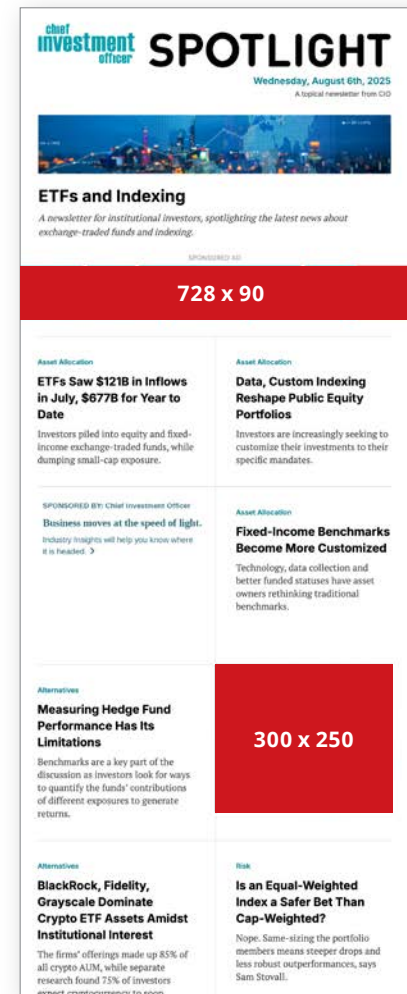 chief
investment
officer
SPOTLIGHT
Wednesday, August 6th, 2025
A topical newsletter from CIO
ETFs and Indexing
A newsletter for institutional investors, spotlighting the latest news about
exchange-traded funds and indexing.
SPONSORED AD
728 x 90
Asset Allocation
ETFs Saw $121B in Inflows
in July, $677B for Year to
Date
Investors piled into equity and fixed-
income exchange-traded funds, while
dumping small-cap exposure.
Asset Allocation
Data, Custom Indexing
Reshape Public Equity
Portfolios
Investors are increasingly seeking to
customize their investments to their
specific mandates.
SPONSORED BY: Chief Investment Officer
Business moves at the speed of light.
Industry Insights will help you know where
it is headed. >
Asset Allocation
Fixed-Income Benchmarks
Become More Customized
Technology, data collection and
better funded statuses have asset
owners rethinking traditional
benchmarks.
Alternatives
Measuring Hedge Fund
Performance Has Its
Limitations
Benchmarks are a key part of the
discussion as investors look for ways
to quantify the funds' contributions
of different exposures to generate
returns.
300 x 250
Alternatives
BlackRock, Fidelity,
Grayscale Dominate
Crypto ETF Assets Amidst
Institutional Interest
The firms' offerings made up 85% of
all crypto AUM, while separate
research found 75% of investors
expect cryptocurrency to soon
Risk
Is an Equal-Weighted
Index a Safer Bet Than
Cap-Weighted?
Nope. Same-sizing the portfolio
members means steeper drops and
less robust outperformances, says
Sam Stovall.